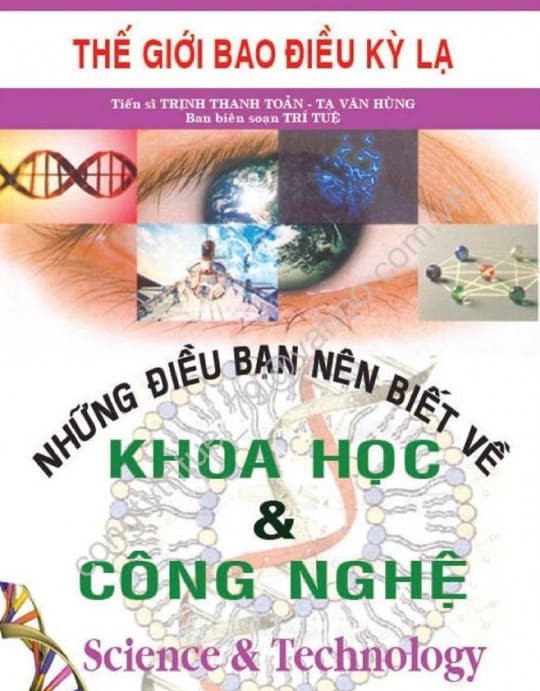 THẾ GIỚI BAO ĐIỀU KỲ LẠ
Tiến sĩ TRỊNH THANH TOẢN - TẠ VĂN HÙNG
Ban biên soạn TRÍ TUỆ
NHỮNG ĐIỀU BẠN NÊN BIẾT VỀ
KHOA HỌC
&
CÔNG NGHỆ
Science & Technology